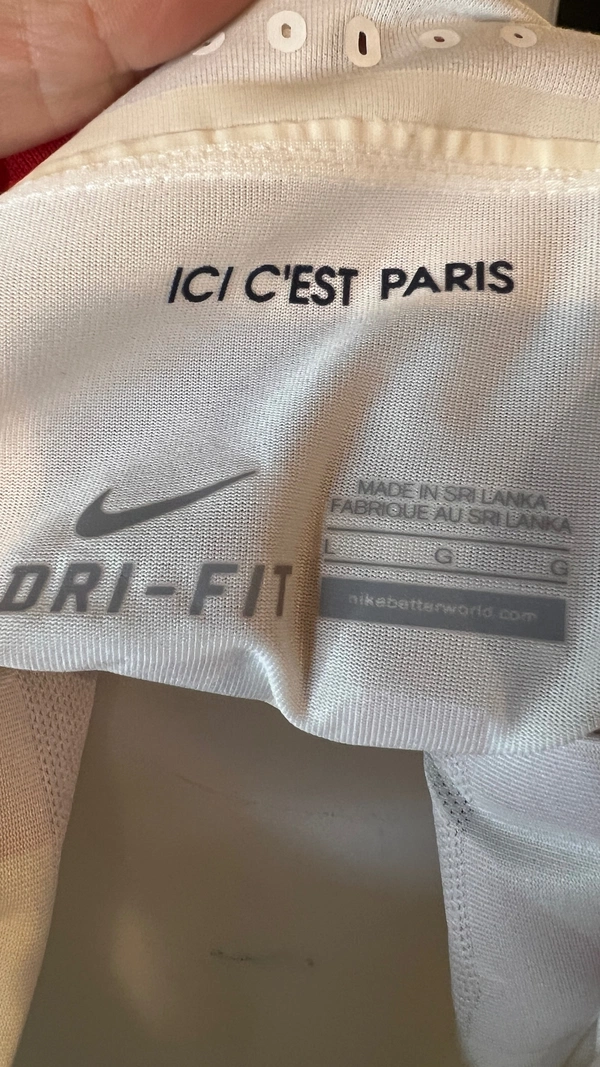 ICI C'EST PARIS
MADE IN SRI LANKA
FABRIQUE AU SRI LANKA
L G G
nikebetterworld.com
DRI-FIT